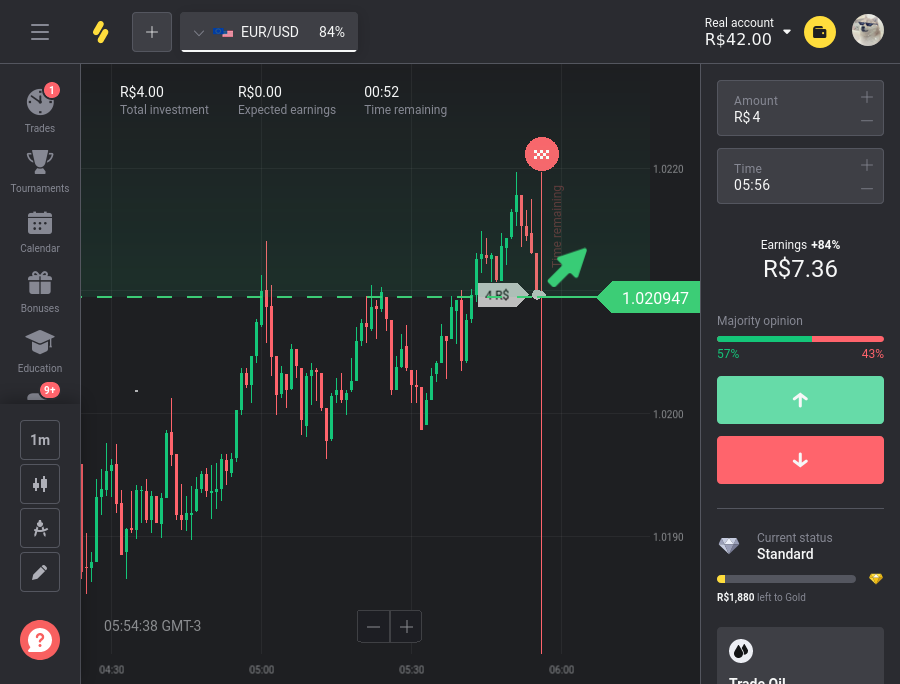 EUR/USD 84%
Real account
R$42.00
1
Trades
Tournaments
Calendar
Bonuses
Education
9+
1m
R$4.00 R$0.00 00:52
Total investment Expected earnings Time remaining
Time remaining
4 R$
1.0220
1.020947
1.0200
1.0190
05:54:38 GMT-3
04:30 05:00 05:30 06:00
Amount
R$ 4
Time
05:56
Earnings +84%
R$7.36
Majority opinion
57% 43%
Current status
Standard
R$1,880 left to Gold
Trade Oil
?